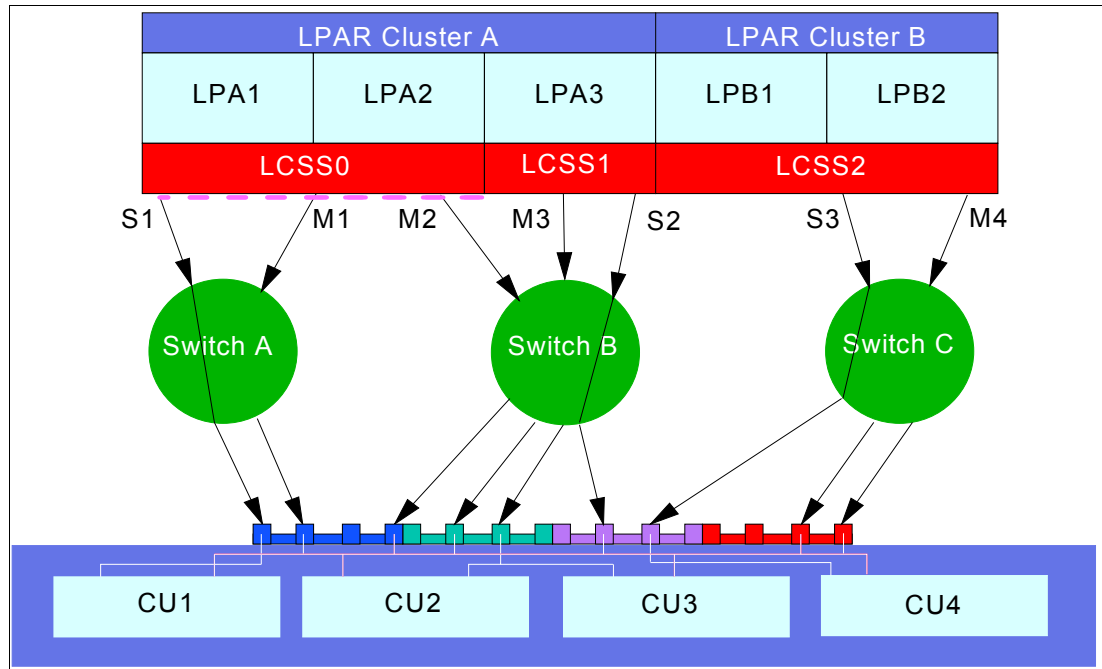 LPAR Cluster A LPAR Cluster B
LPA1 LPA2 LPA3 LPB1 LPB2
LCSS0 LCSS1 LCSS2
S1 M1 M2 M3 S2 S3 M4
Switch A Switch B Switch C
CU1 CU2 CU3 CU4